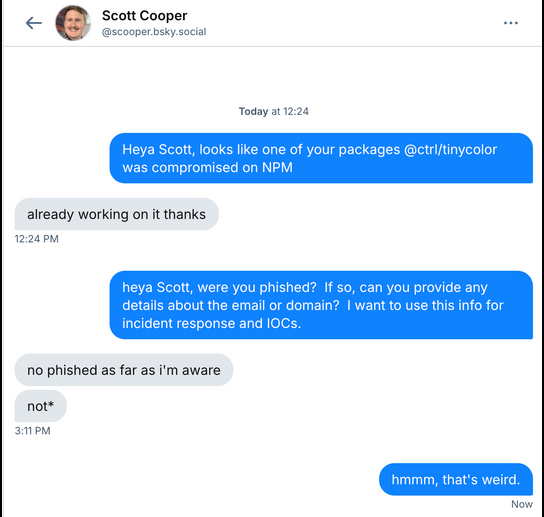 Scott Cooper
@scooper.bsky.social
Today at 12:24
Heya Scott, looks like one of your packages @ctrl/tinycolor
was compromised on NPM
already working on it thanks
12:24 PM
heya Scott, were you phished?  If so, can you provide any
details about the email or domain?  I want to use this info for
incident response and IOCs.
no phished as far as i'm aware
not*
3:11 PM
hmmm, that's weird.
Now